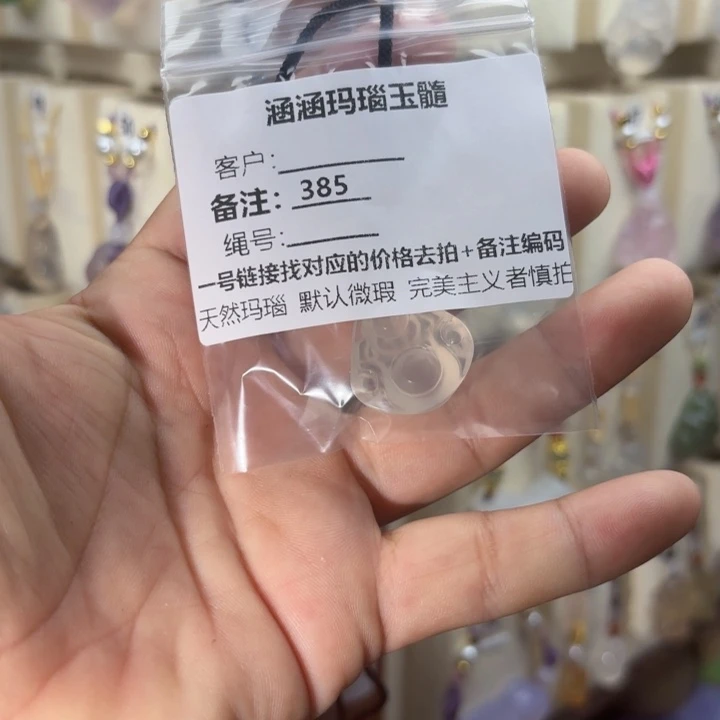 涵涵玛瑙玉髓
客户:
备注: 385
绳号:
一号链接找对应的价格去拍+备注编码
天然玛瑙 默认微瑕 完美主义者慎拍